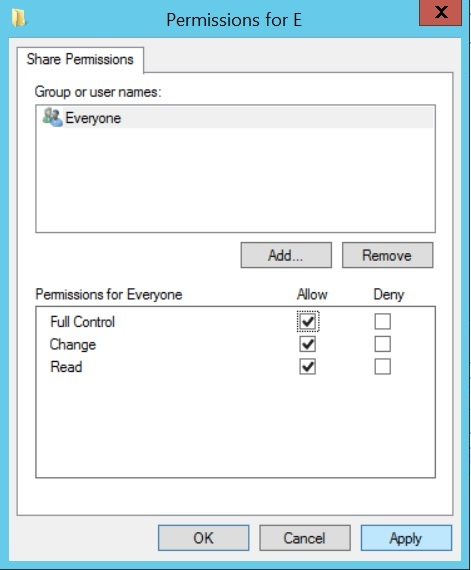 Permissions for E
X
Share Permissions
Group or user names:
Everyone
Add... Remove
Permissions for Everyone Allow Deny
Full Control
Change
Read
OK Cancel Apply